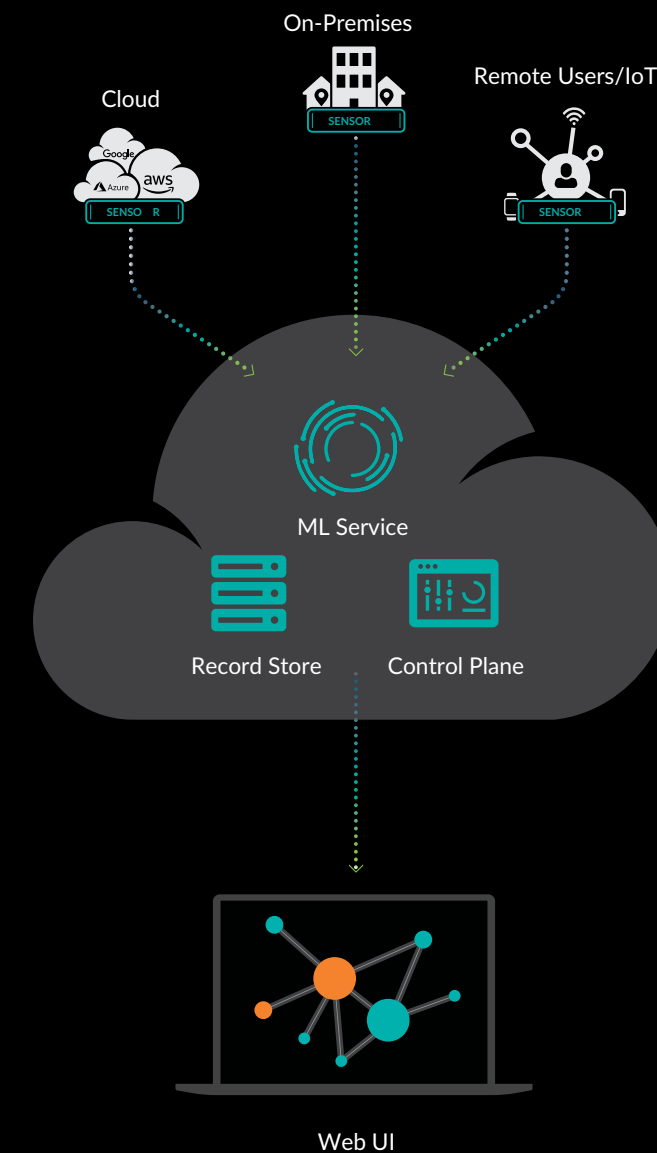 On-Premises
SENSOR
Remote Users/IoT
SENSOR
Cloud
Google
Azure
aws
SENSO R
ML Service
Record Store
Control Plane
Web UI